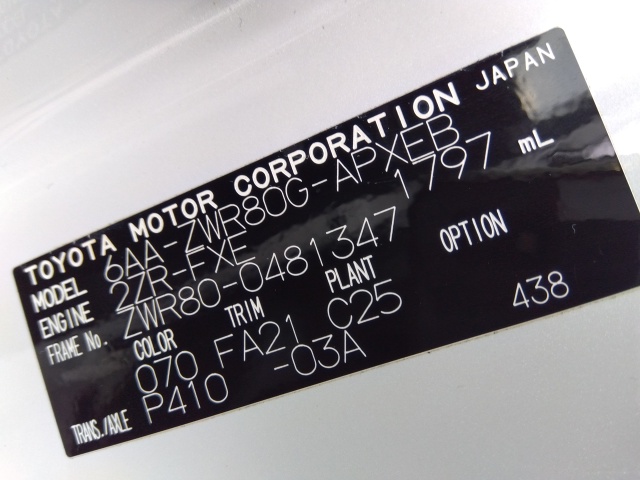 TOYOTA MOTOR CORPORATION JAPAN
MODEL 6AA-ZWR80G-APXEB
ENGINE 2ZR-FXE 1797 mL
FRAME No. ZWR80-0481347
COLOR TRIM PLANT OPTION
070 FA21 C25 438
TRANS./AXLE P410 -03A